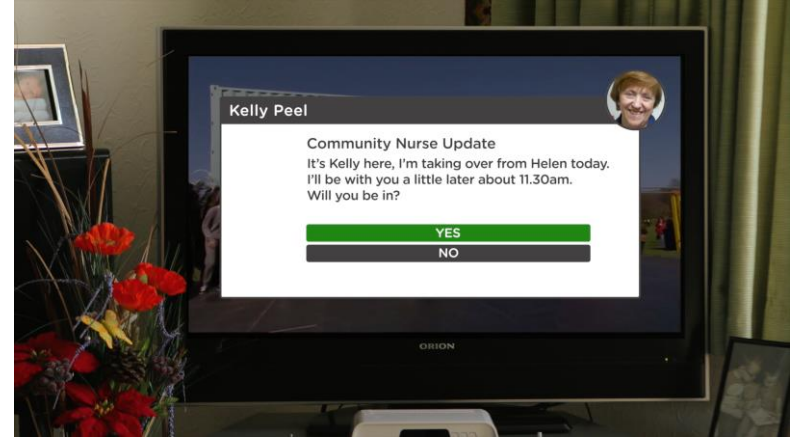 Kelly Peel
Community Nurse Update
It's Kelly here, I'm taking over from Helen today.
I'll be with you a little later about 11.30am.
Will you be in?
YES
NO
ORION